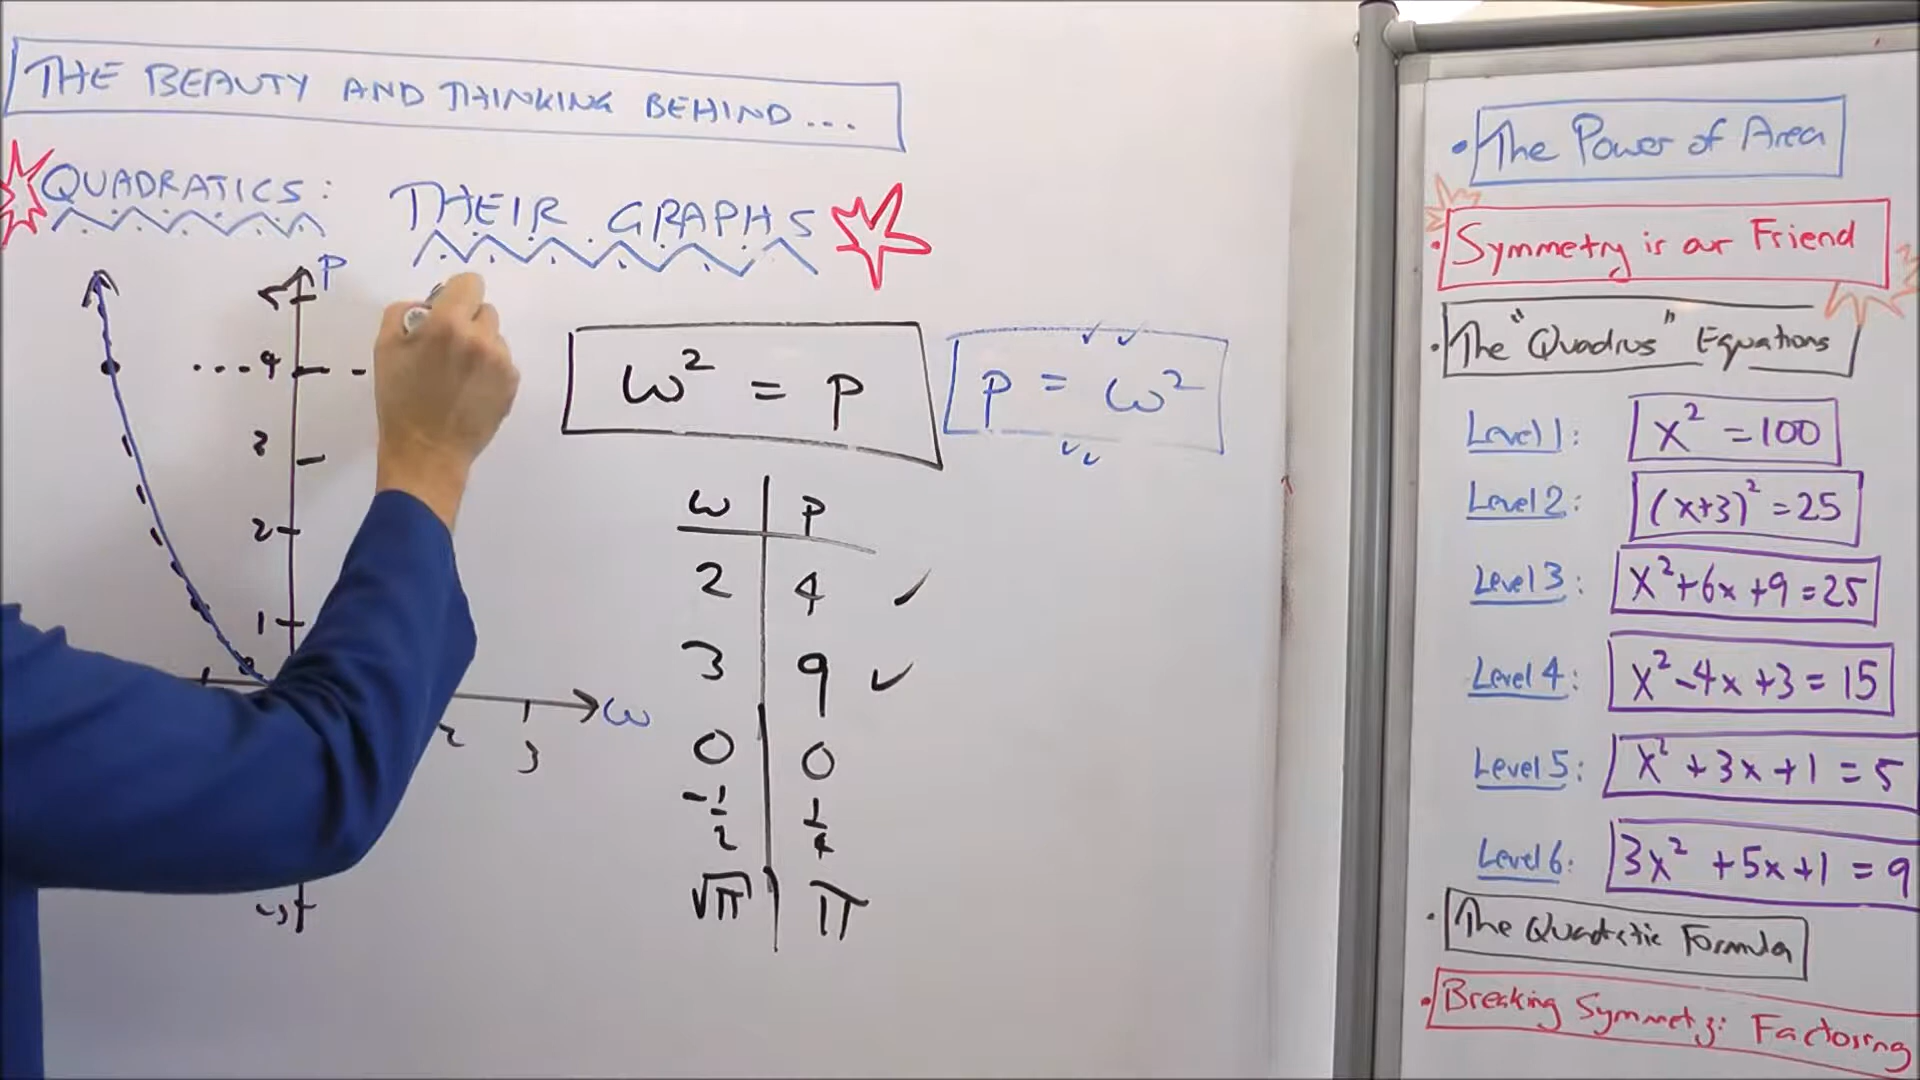 THE BEAUTY AND THINKING BEHIND...
QUADRATICS: THEIR GRAPHS
P
4
3
2
1
2
3
ω
-3
ω² = P
P = ω²
ω P
2 4
3 9
0 0
-1/2 1/4
√π π
• The Power of Area
• Symmetry is our Friend
• The "Quadrus" Equations
Level 1: x² = 100
Level 2: (x+3)² = 25
Level 3: x² + 6x + 9 = 25
Level 4: x² - 4x + 3 = 15
Level 5: x² + 3x + 1 = 5
Level 6: 3x² + 5x + 1 = 9
• The Quadratic Formula
• Breaking Symmetry: Factoring